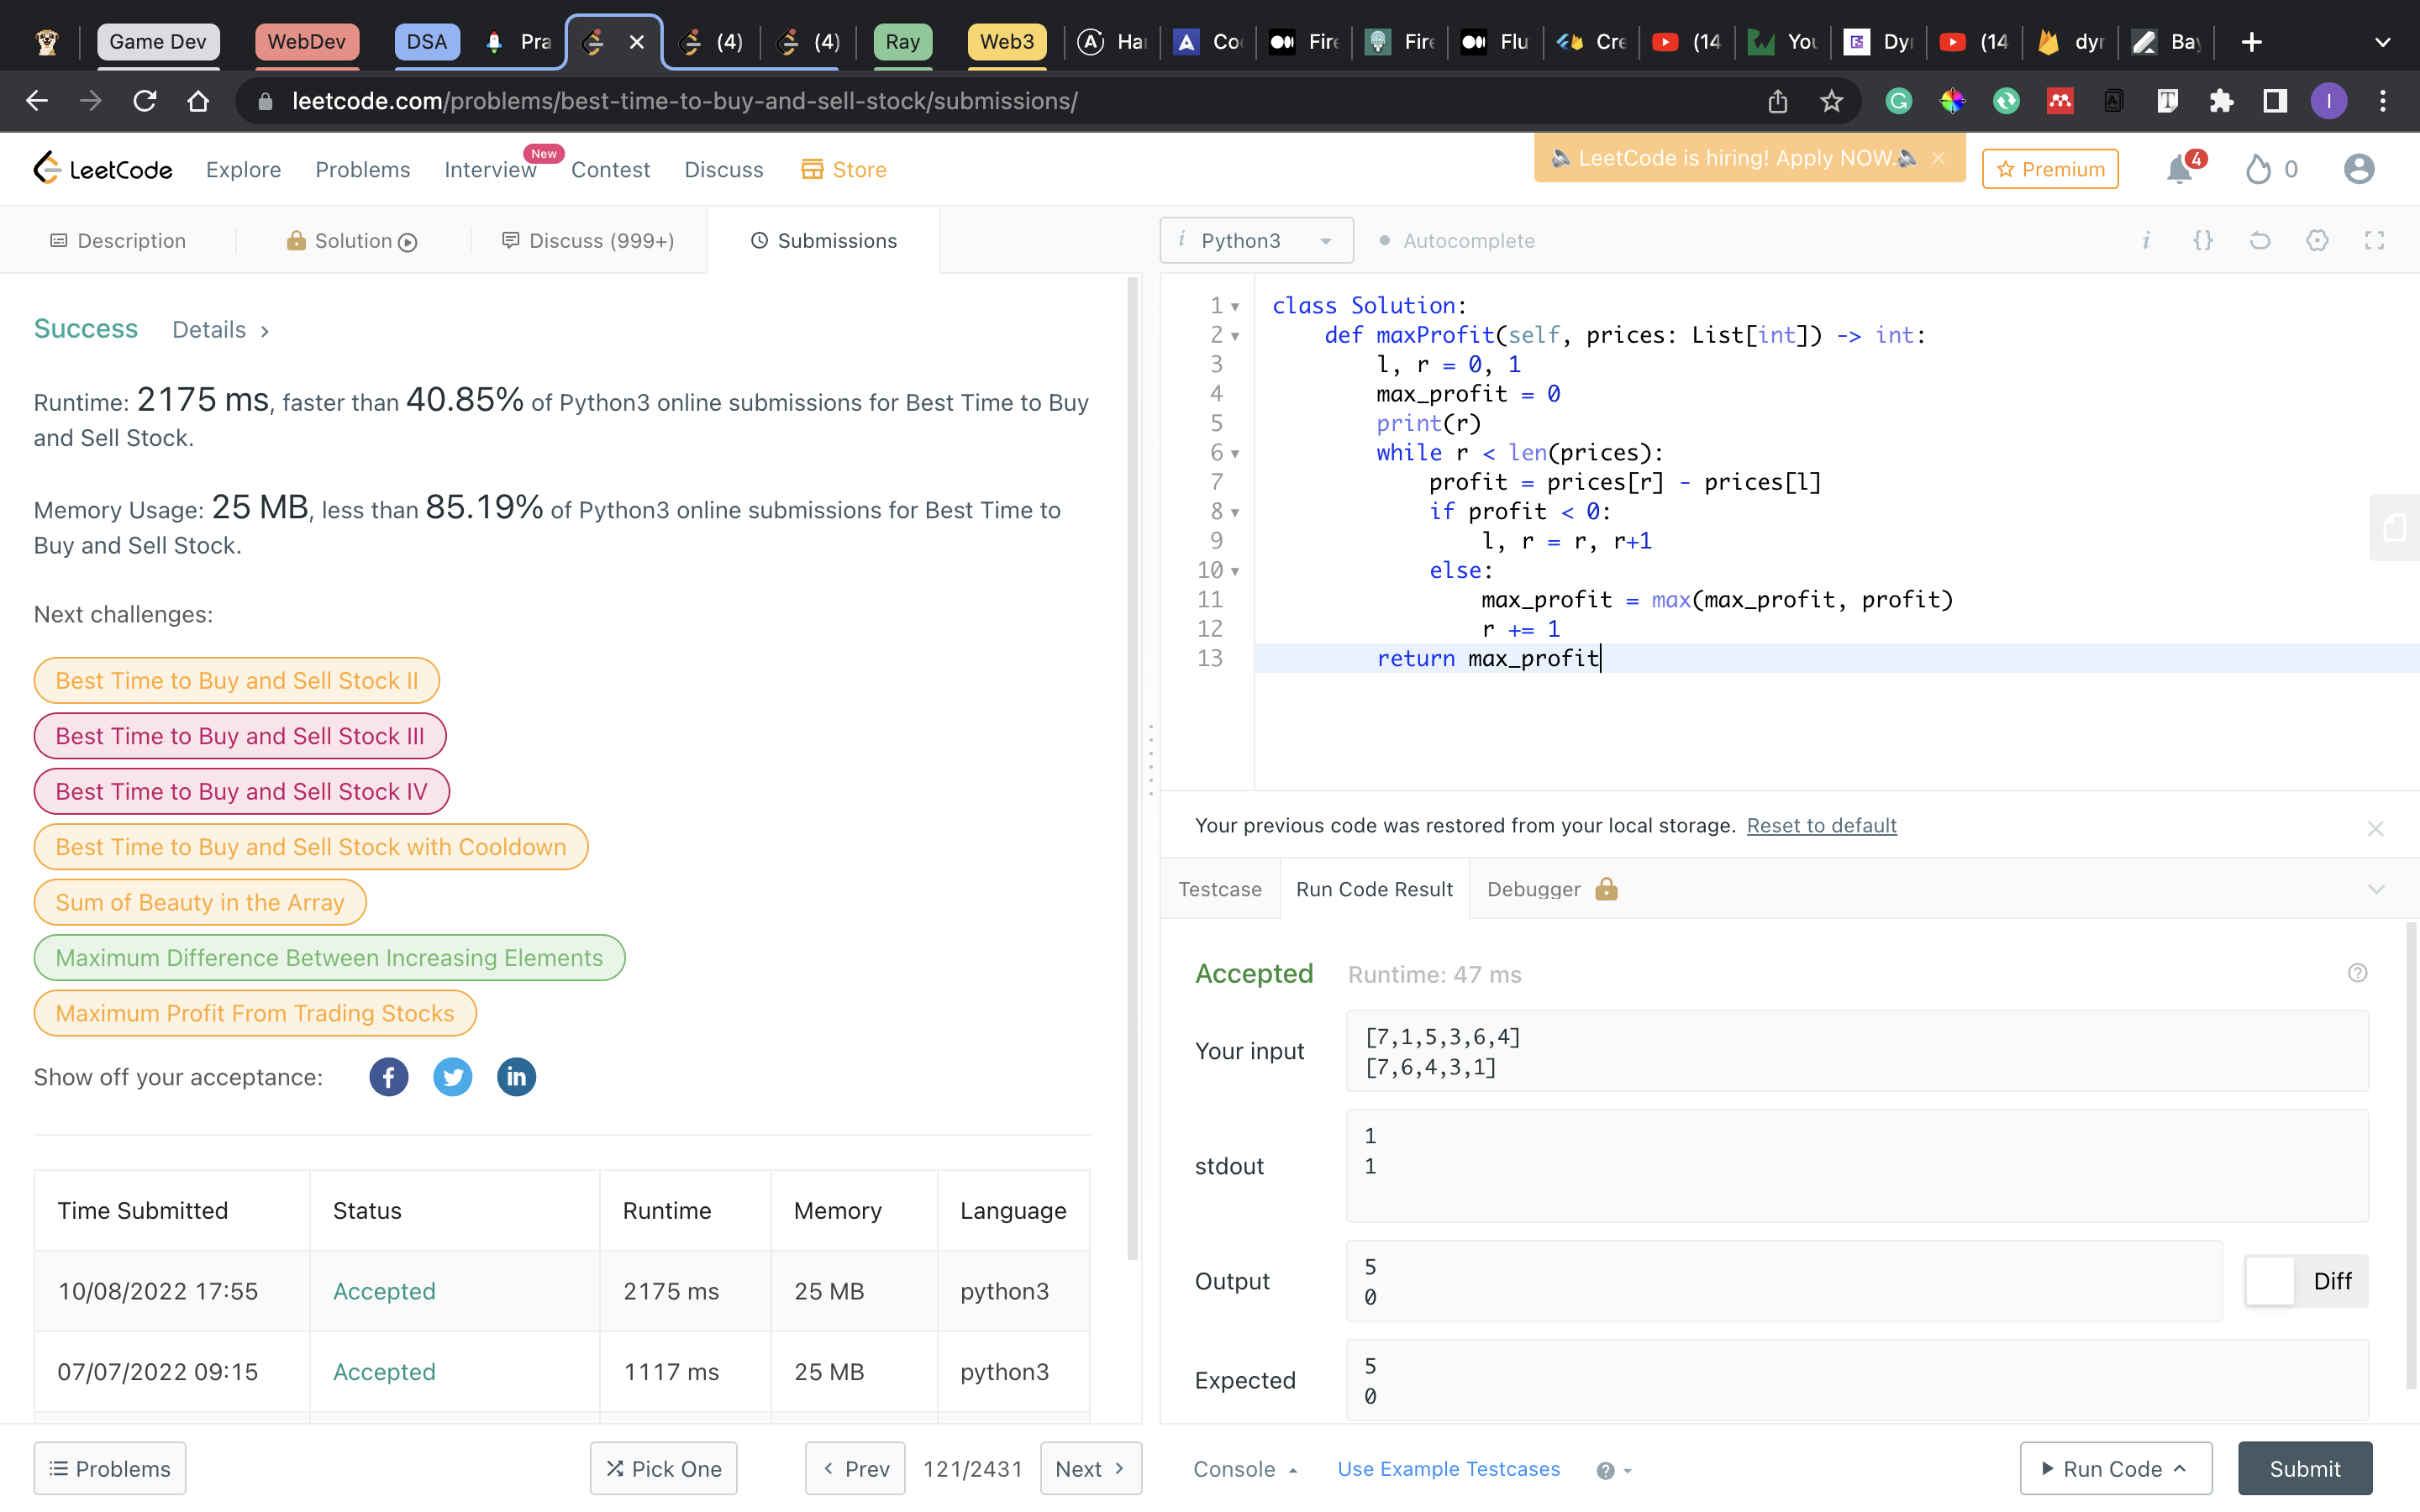 Game Dev WebDev DSA Pra (4) (4) Ray Web3 Har Co Fire Fire Flu Cre (14 You Dyn (14 dyn Bay
leetcode.com/problems/best-time-to-buy-and-sell-stock/submissions/ I
LeetCode Explore Problems Interview New Contest Discuss Store LeetCode is hiring! Apply NOW. Premium 4 0
Description Solution Discuss (999+) Submissions
i Python3 Autocomplete i {}
Success Details >
Runtime: 2175 ms, faster than 40.85% of Python3 online submissions for Best Time to Buy
and Sell Stock.
Memory Usage: 25 MB, less than 85.19% of Python3 online submissions for Best Time to
Buy and Sell Stock.
Next challenges:
Best Time to Buy and Sell Stock II
Best Time to Buy and Sell Stock III
Best Time to Buy and Sell Stock IV
Best Time to Buy and Sell Stock with Cooldown
Sum of Beauty in the Array
Maximum Difference Between Increasing Elements
Maximum Profit From Trading Stocks
Show off your acceptance:
Time Submitted Status Runtime Memory Language
10/08/2022 17:55 Accepted 2175 ms 25 MB python3
07/07/2022 09:15 Accepted 1117 ms 25 MB python3
Problems Pick One < Prev 121/2431 Next >
1 class Solution:
2 def maxProfit(self, prices: List[int]) -> int:
3 l, r = 0, 1
4 max_profit = 0
5 print(r)
6 while r < len(prices):
7 profit = prices[r] - prices[l]
8 if profit < 0:
9 l, r = r, r+1
10 else:
11 max_profit = max(max_profit, profit)
12 r += 1
13 return max_profit
Your previous code was restored from your local storage. Reset to default
Testcase Run Code Result Debugger
Accepted Runtime: 47 ms
Your input
[7,1,5,3,6,4]
[7,6,4,3,1]
stdout
1
1
Output
5
0
Diff
Expected
5
0
Console Use Example Testcases Run Code Submit